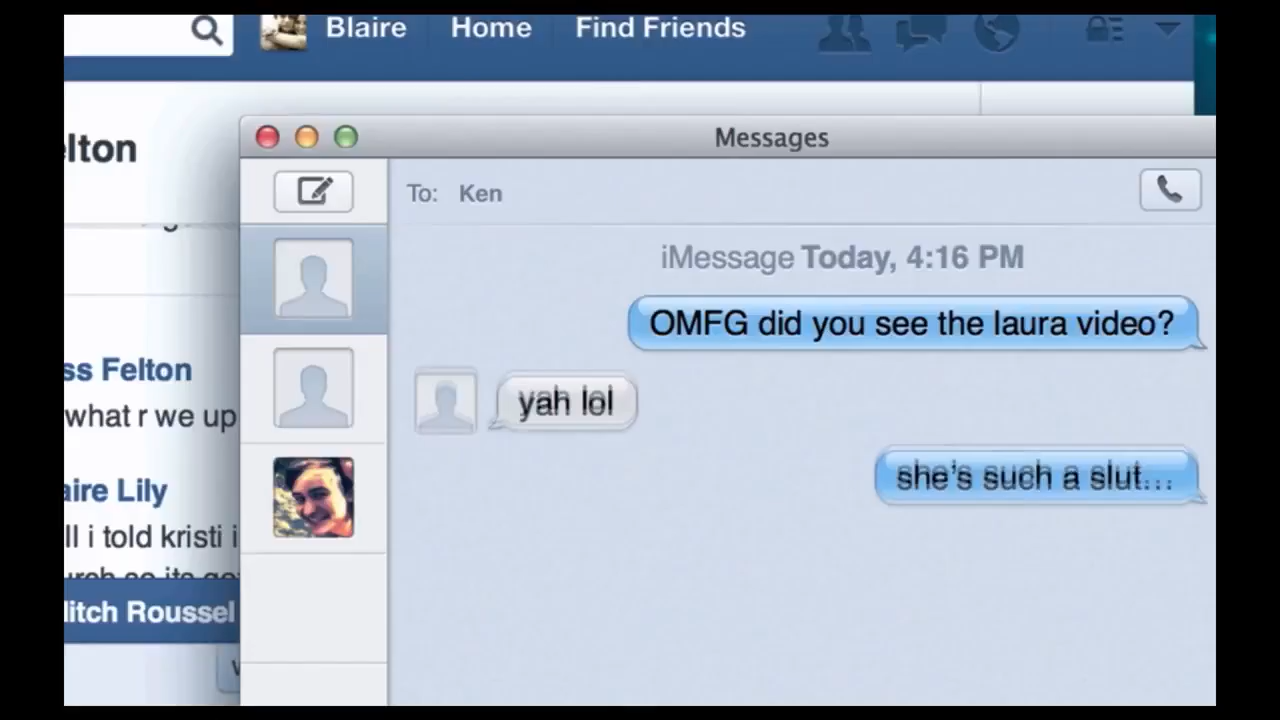 Blaire Home Find Friends
elton
Messages
To: Ken
iMessage Today, 4:16 PM
OMFG did you see the laura video?
ss Felton
yah lol
what r we up
she's such a slut...
aire Lily
ll i told kristi i
litch Roussel